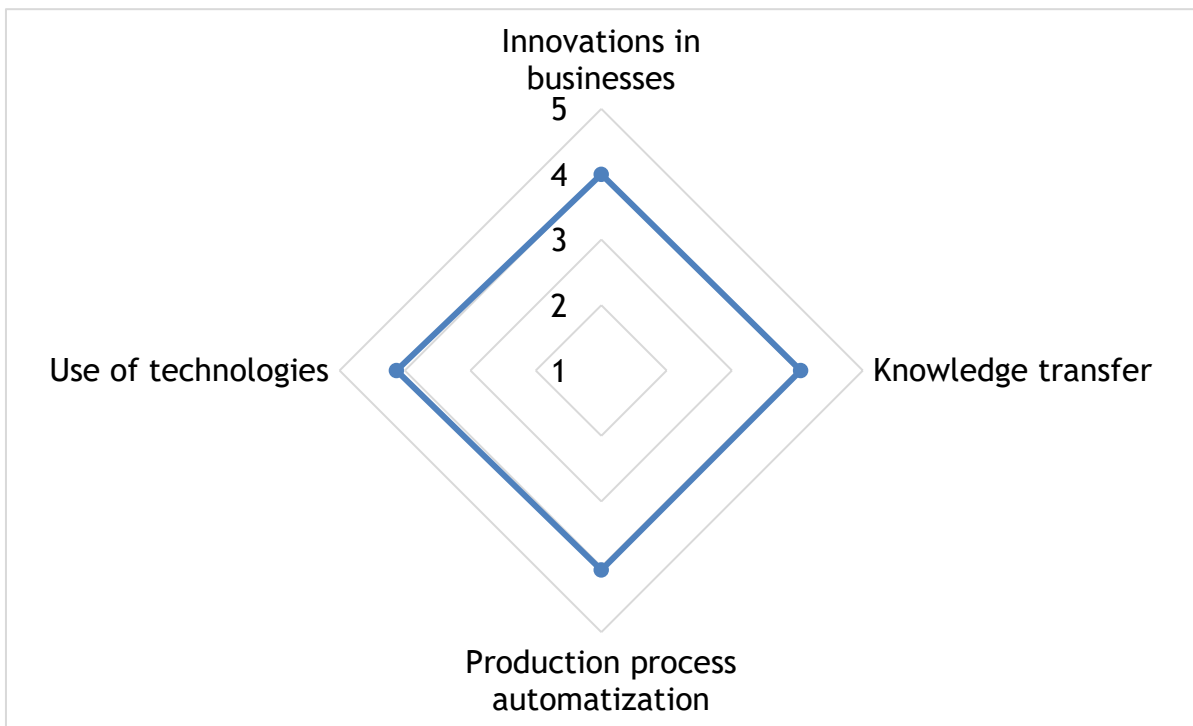 Innovations in
businesses
5
4
3
2
1
Use of technologies
Knowledge transfer
Production process
automatization